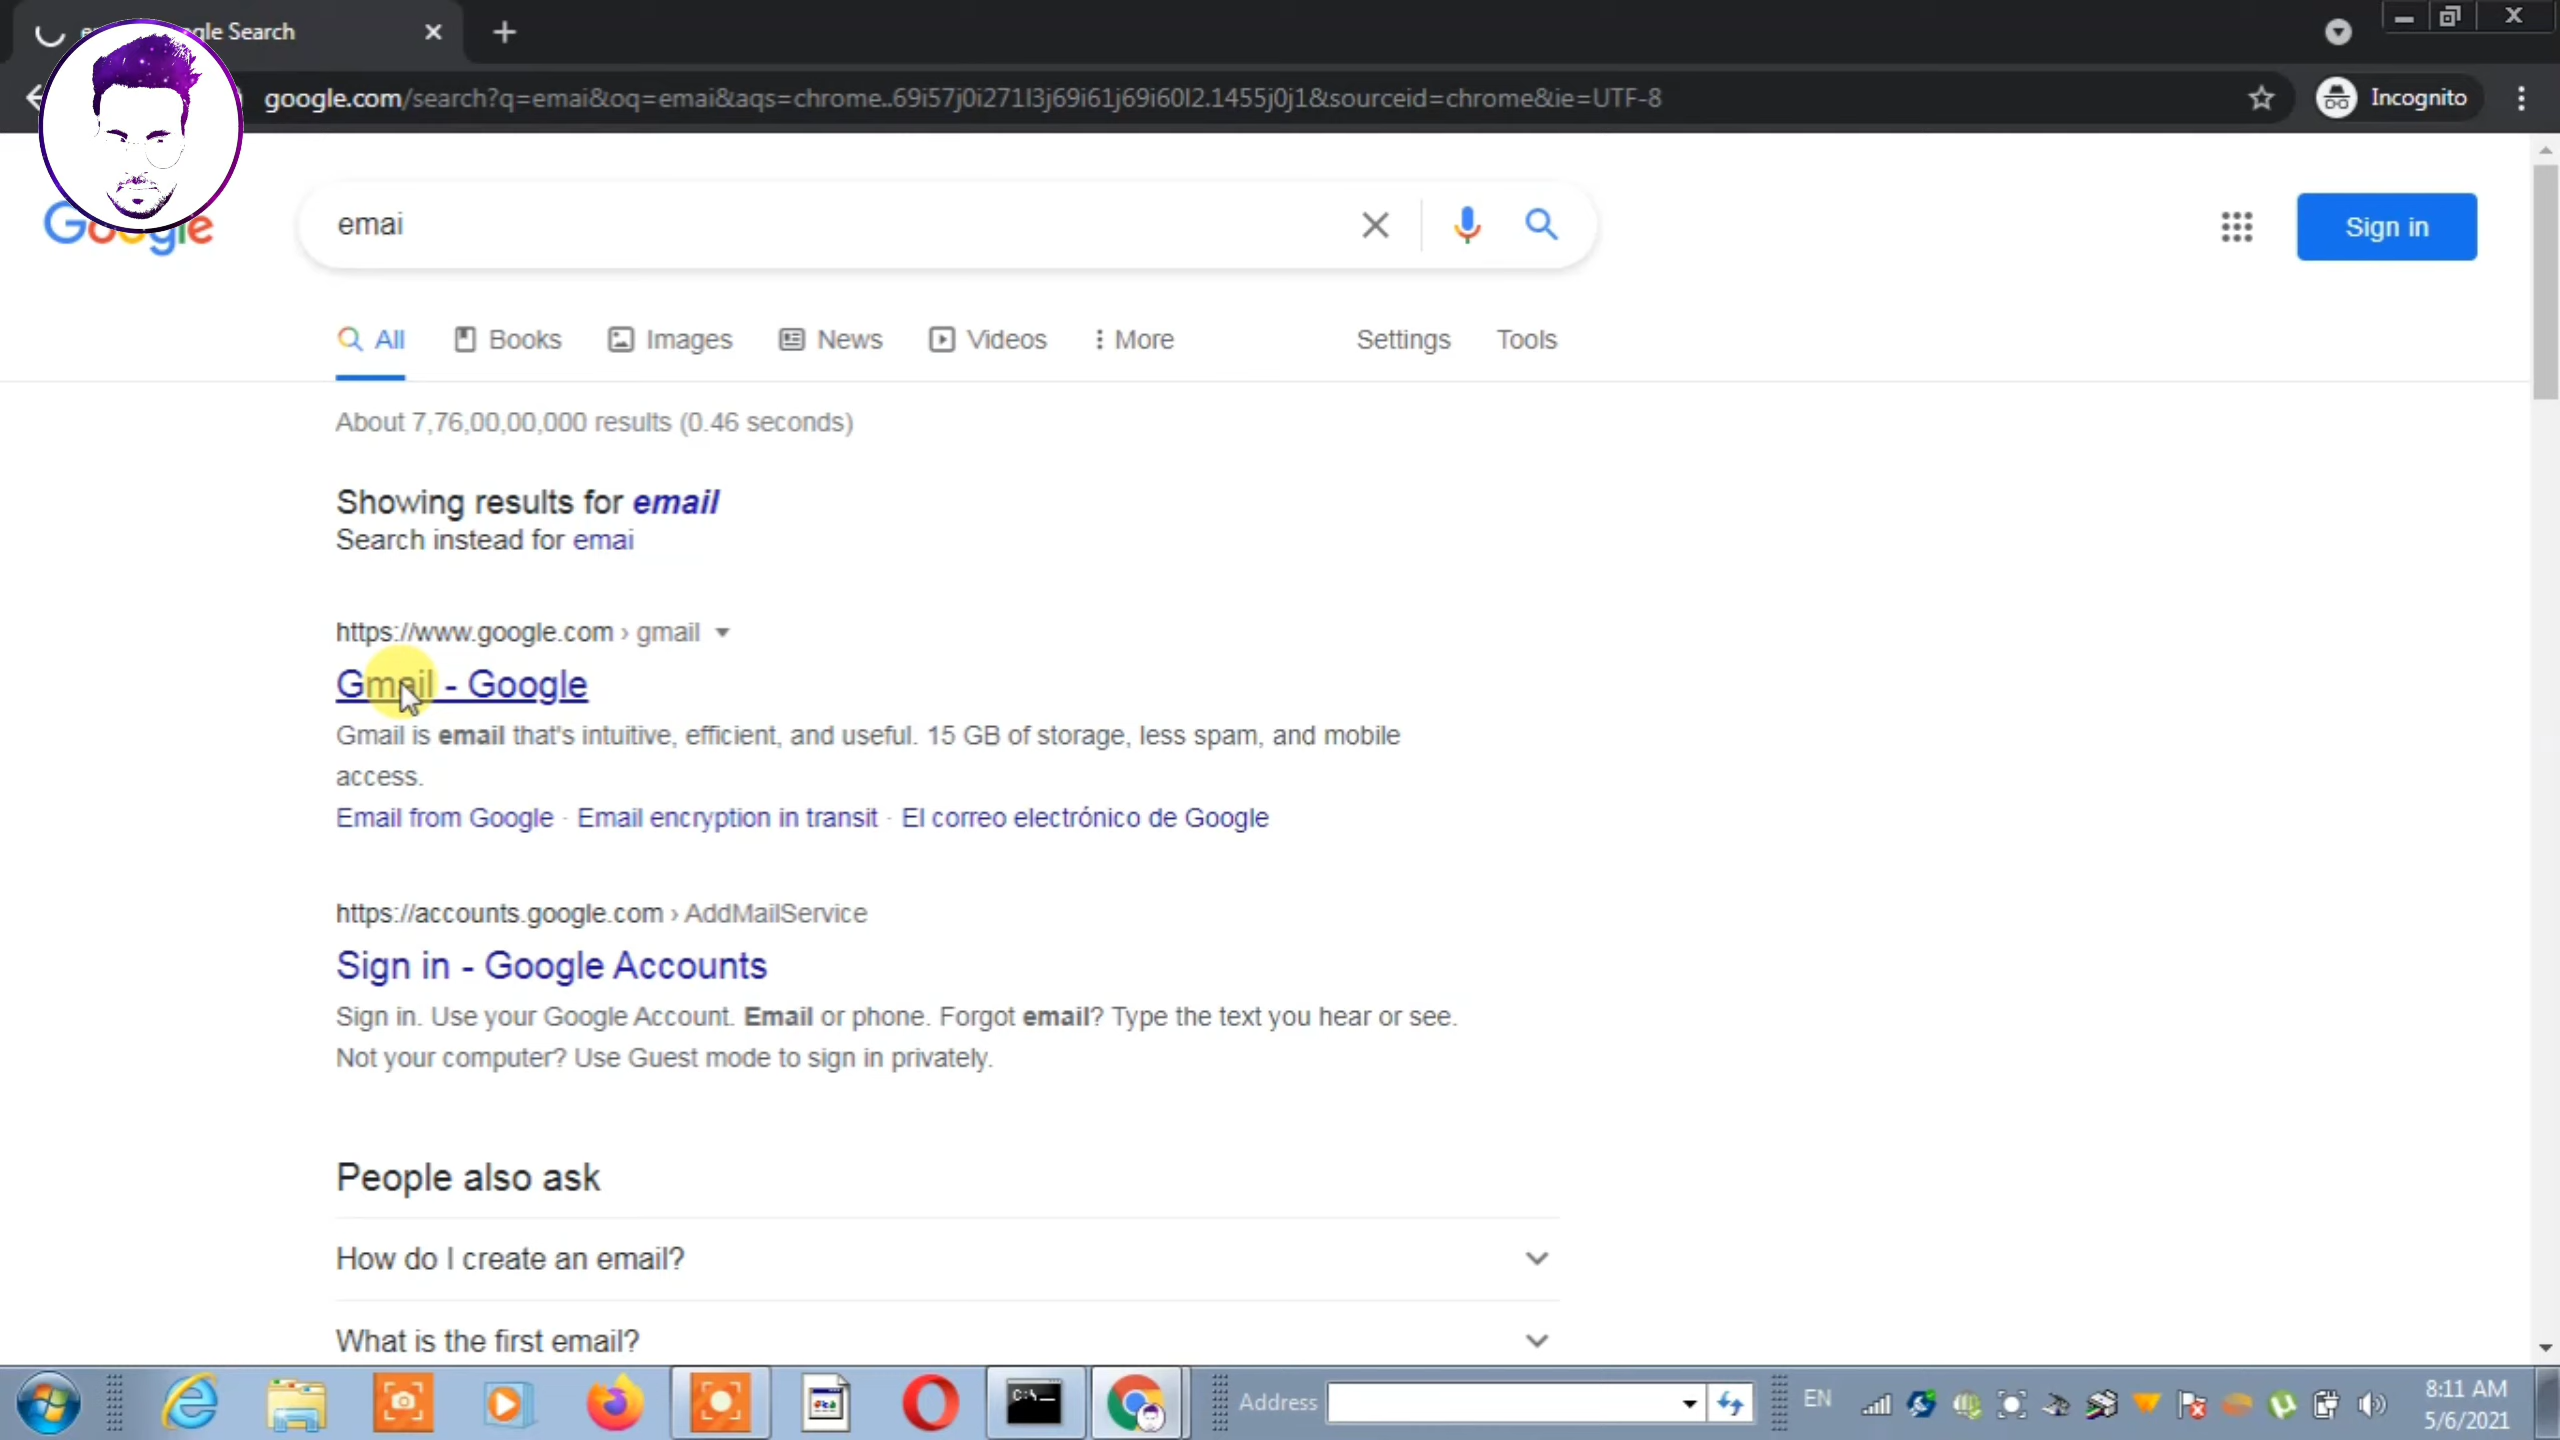 gle Search
google.com/search?q=emai&oq=emai&aqs=chrome..69i57j0i271l3j69i61j69i60l2.1455j0j1&sourceid=chrome&ie=UTF-8
Incognito
Google
emai
Sign in
All
Books
Images
News
Videos
More
Settings
Tools
About 7,76,00,00,000 results (0.46 seconds)
Showing results for email
Search instead for emai
https://www.google.com › gmail
Gmail - Google
Gmail is email that's intuitive, efficient, and useful. 15 GB of storage, less spam, and mobile
access.
Email from Google · Email encryption in transit · El correo electrónico de Google
https://accounts.google.com › AddMailService
Sign in - Google Accounts
Sign in. Use your Google Account. Email or phone. Forgot email? Type the text you hear or see.
Not your computer? Use Guest mode to sign in privately.
People also ask
How do I create an email?
What is the first email?
Address
EN
8:11 AM
5/6/2021